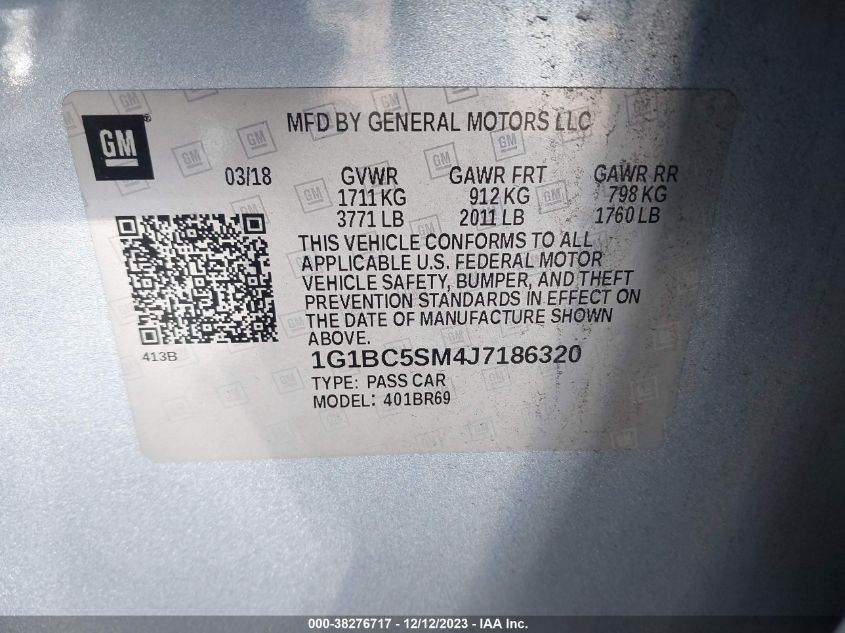 GM
®
MFD BY GENERAL MOTORS LLC
03/18 GVWR GAWR FRT GAWR RR
1711 KG 912 KG 798 KG
3771 LB 2011 LB 1760 LB
THIS VEHICLE CONFORMS TO ALL
APPLICABLE U.S. FEDERAL MOTOR
VEHICLE SAFETY, BUMPER, AND THEFT
PREVENTION STANDARDS IN EFFECT ON
THE DATE OF MANUFACTURE SHOWN
ABOVE.
413B
1G1BC5SM4J7186320
TYPE: PASS CAR
MODEL: 401BR69
000-38276717 - 12/12/2023 - IAA Inc.